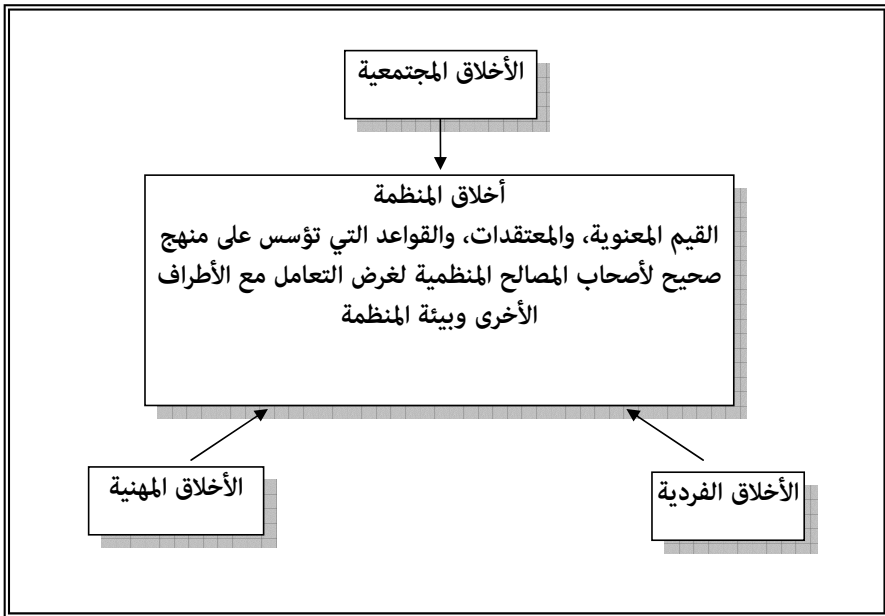 الأخلاق المجتمعية
أخلاق المنظمة
القيم المعنوية، والمعتقدات، والقواعد التي تؤسس على منهج
صحيح لأصحاب المصالح المنظمية لغرض التعامل مع الأطراف
الأخرى وبيئة المنظمة
الأخلاق الفردية
الأخلاق المهنية